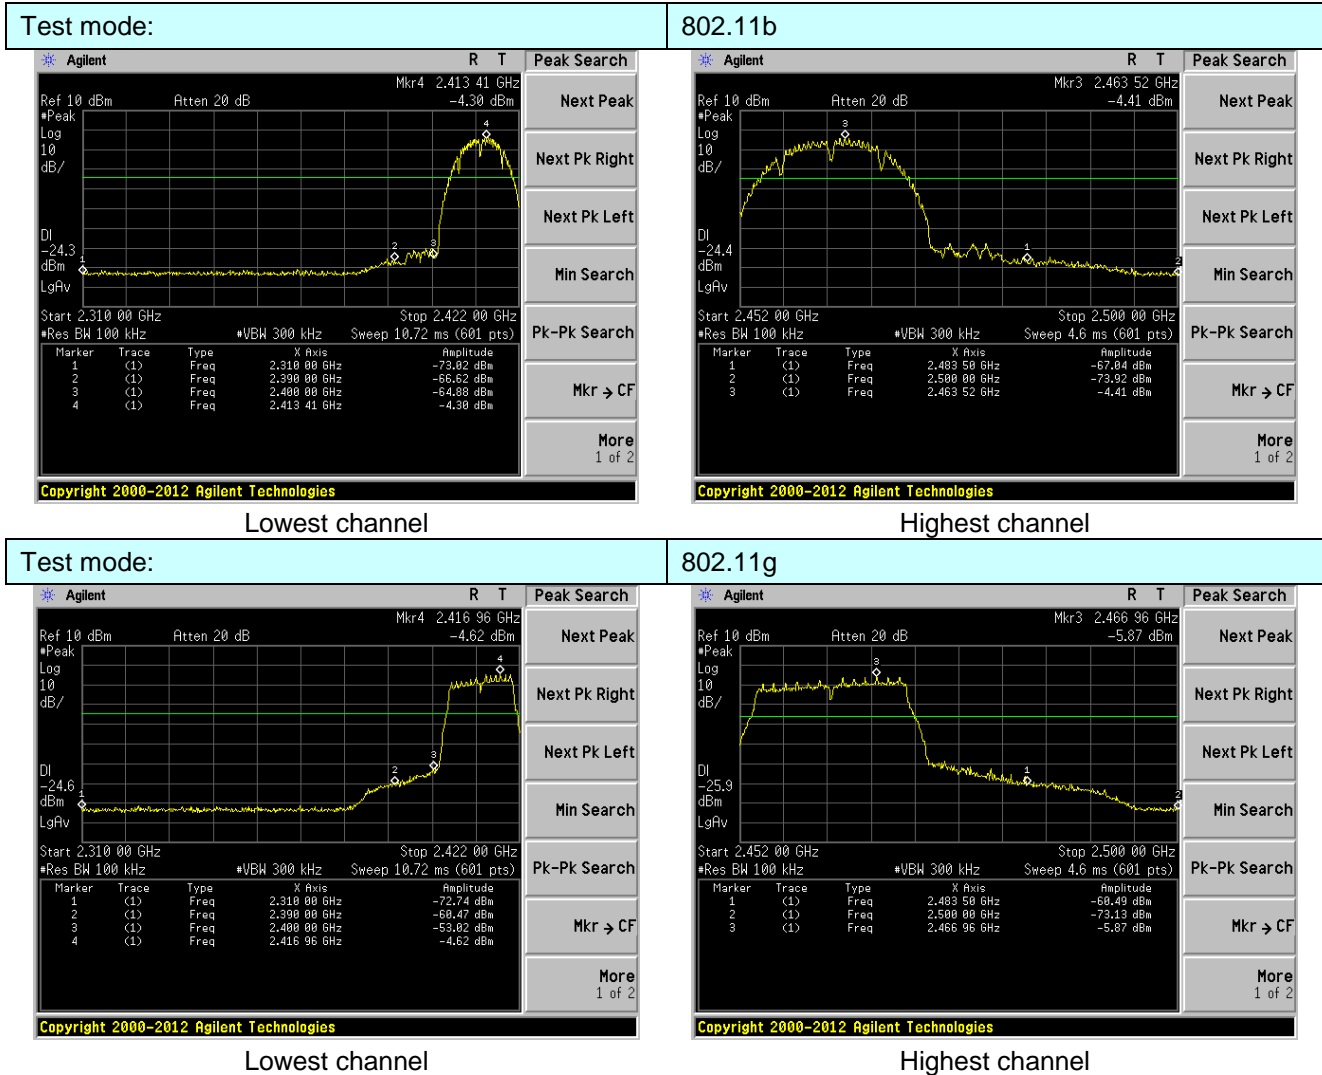 Test mode: 802.11b
Agilent R T Peak Search
Mkr4 2.413 41 GHz
Ref 10 dBm Atten 20 dB -4.30 dBm
#Peak
Log
10
dB/
DI
-24.3
dBm
LgAv
1
2
3
4
Start 2.310 00 GHz Stop 2.422 00 GHz
#Res BW 100 kHz #VBW 300 kHz Sweep 10.72 ms (601 pts)
Marker Trace Type X Axis Amplitude
1 (1) Freq 2.310 00 GHz -73.02 dBm
2 (1) Freq 2.390 00 GHz -66.62 dBm
3 (1) Freq 2.400 00 GHz -64.88 dBm
4 (1) Freq 2.413 41 GHz -4.30 dBm
Next Peak
Next Pk Right
Next Pk Left
Min Search
Pk-Pk Search
Mkr → CF
More
1 of 2
Copyright 2000-2012 Agilent Technologies
Lowest channel
Agilent R T Peak Search
Mkr3 2.463 52 GHz
Ref 10 dBm Atten 20 dB -4.41 dBm
#Peak
Log
10
dB/
DI
-24.4
dBm
LgAv
3
1
2
Start 2.452 00 GHz Stop 2.500 00 GHz
#Res BW 100 kHz #VBW 300 kHz Sweep 4.6 ms (601 pts)
Marker Trace Type X Axis Amplitude
1 (1) Freq 2.483 50 GHz -67.04 dBm
2 (1) Freq 2.500 00 GHz -73.92 dBm
3 (1) Freq 2.463 52 GHz -4.41 dBm
Next Peak
Next Pk Right
Next Pk Left
Min Search
Pk-Pk Search
Mkr → CF
More
1 of 2
Copyright 2000-2012 Agilent Technologies
Highest channel
Test mode: 802.11g
Agilent R T Peak Search
Mkr4 2.416 96 GHz
Ref 10 dBm Atten 20 dB -4.62 dBm
#Peak
Log
10
dB/
DI
-24.6
dBm
LgAv
1
2
3
4
Start 2.310 00 GHz Stop 2.422 00 GHz
#Res BW 100 kHz #VBW 300 kHz Sweep 10.72 ms (601 pts)
Marker Trace Type X Axis Amplitude
1 (1) Freq 2.310 00 GHz -72.74 dBm
2 (1) Freq 2.390 00 GHz -60.47 dBm
3 (1) Freq 2.400 00 GHz -53.02 dBm
4 (1) Freq 2.416 96 GHz -4.62 dBm
Next Peak
Next Pk Right
Next Pk Left
Min Search
Pk-Pk Search
Mkr → CF
More
1 of 2
Copyright 2000-2012 Agilent Technologies
Lowest channel
Agilent R T Peak Search
Mkr3 2.466 96 GHz
Ref 10 dBm Atten 20 dB -5.87 dBm
#Peak
Log
10
dB/
DI
-25.9
dBm
LgAv
3
1
2
Start 2.452 00 GHz Stop 2.500 00 GHz
#Res BW 100 kHz #VBW 300 kHz Sweep 4.6 ms (601 pts)
Marker Trace Type X Axis Amplitude
1 (1) Freq 2.483 50 GHz -60.49 dBm
2 (1) Freq 2.500 00 GHz -73.13 dBm
3 (1) Freq 2.466 96 GHz -5.87 dBm
Next Peak
Next Pk Right
Next Pk Left
Min Search
Pk-Pk Search
Mkr → CF
More
1 of 2
Copyright 2000-2012 Agilent Technologies
Highest channel